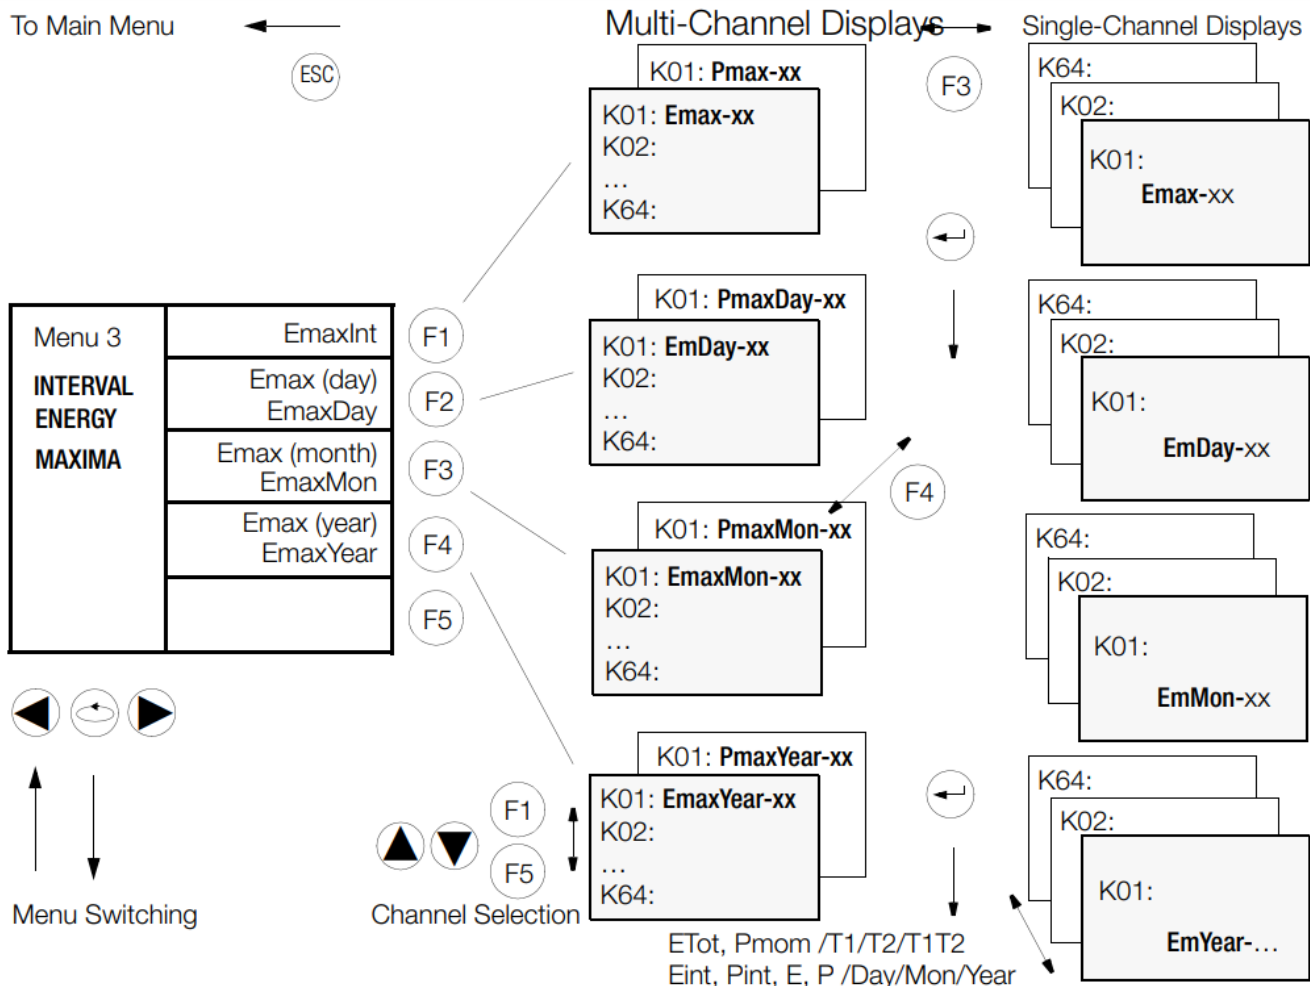 To Main Menu
ESC
Multi-Channel Displays
F3
Single-Channel Displays
K01: Pmax-xx
K01: Emax-xx
K02:
...
K64:
K64:
K02:
K01:
Emax-xx
Menu 3
INTERVAL
ENERGY
MAXIMA
EmaxInt
Emax (day)
EmaxDay
Emax (month)
EmaxMon
Emax (year)
EmaxYear
F1
F2
F3
F4
F5
K01: PmaxDay-xx
K01: EmDay-xx
K02:
...
K64:
K64:
K02:
K01:
EmDay-xx
F4
K01: PmaxMon-xx
K01: EmaxMon-xx
K02:
...
K64:
K64:
K02:
K01:
EmMon-xx
K01: PmaxYear-xx
K01: EmaxYear-xx
K02:
...
K64:
K64:
K02:
K01:
EmYear-...
F1
F5
Menu Switching
Channel Selection
ETot, Pmom /T1/T2/T1T2
Eint, Pint, E, P /Day/Mon/Year